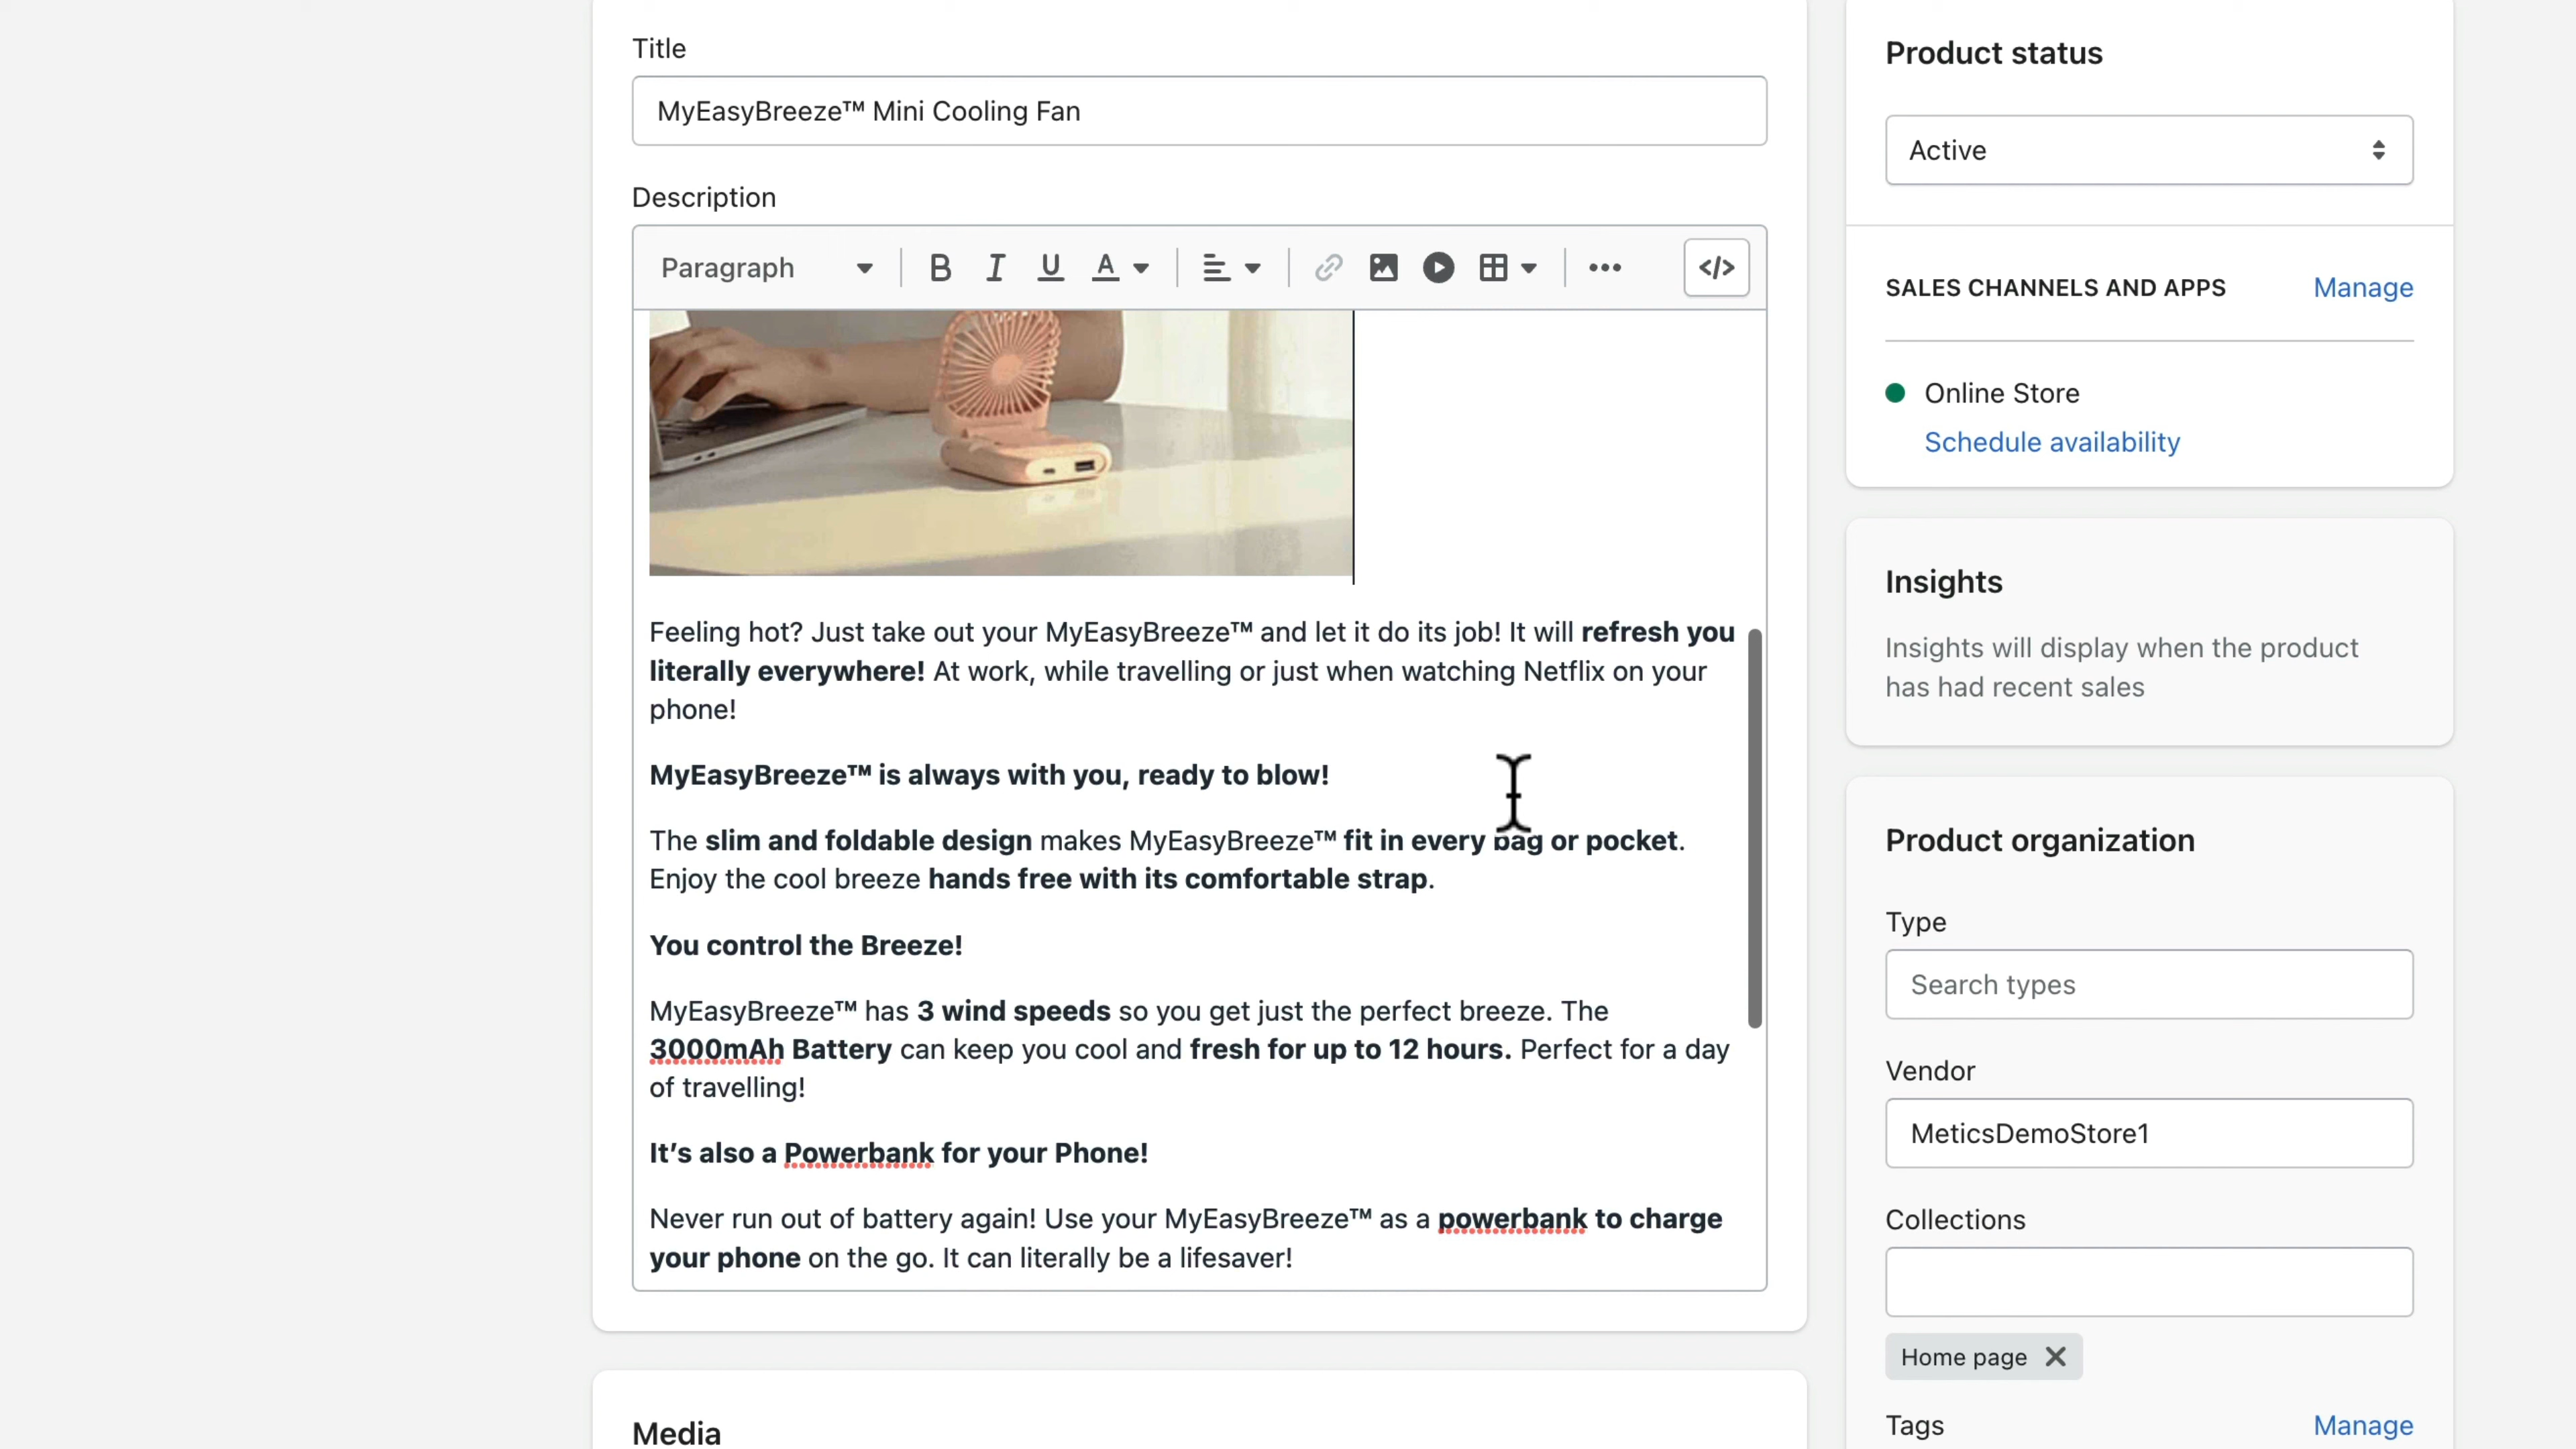 Title
MyEasyBreeze™ Mini Cooling Fan
Description
Paragraph
Feeling hot? Just take out your MyEasyBreeze™ and let it do its job! It will refresh you
literally everywhere! At work, while travelling or just when watching Netflix on your
phone!
MyEasyBreeze™ is always with you, ready to blow!
The slim and foldable design makes MyEasyBreeze™ fit in every bag or pocket.
Enjoy the cool breeze hands free with its comfortable strap.
You control the Breeze!
MyEasyBreeze™ has 3 wind speeds so you get just the perfect breeze. The
3000mAh Battery can keep you cool and fresh for up to 12 hours. Perfect for a day
of travelling!
It’s also a Powerbank for your Phone!
Never run out of battery again! Use your MyEasyBreeze™ as a powerbank to charge
your phone on the go. It can literally be a lifesaver!
Media
Product status
Active
SALES CHANNELS AND APPS Manage
Online Store
Schedule availability
Insights
Insights will display when the product
has had recent sales
Product organization
Type
Search types
Vendor
MeticsDemoStore1
Collections
Home page
Tags Manage